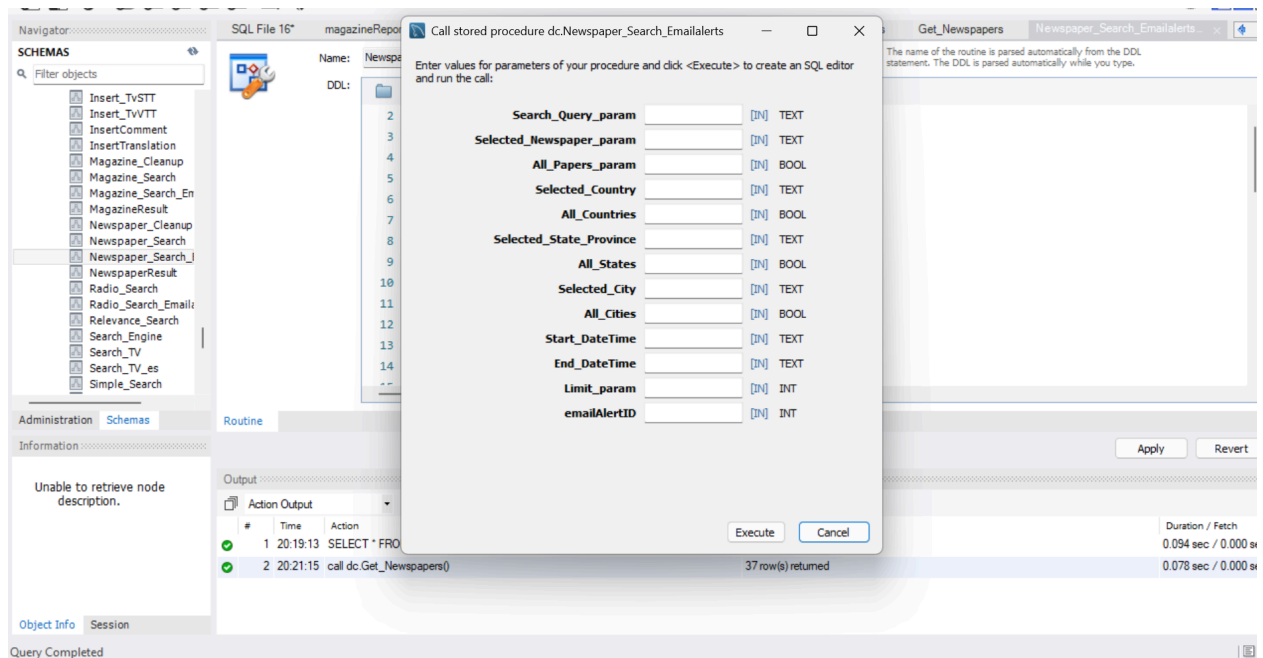 Navigator
SCHEMAS
Filter objects
Insert_TvSTT
Insert_TvVTT
InsertComment
InsertTranslation
Magazine_Cleanup
Magazine_Search
Magazine_Search_Em
MagazineResult
Newspaper_Cleanup
Newspaper_Search
Newspaper_Search_
NewspaperResult
Radio_Search
Radio_Search_Emaila
Relevance_Search
Search_Engine
Search_TV
Search_TV_es
Simple_Search
Administration Schemas
Information
Unable to retrieve node
description.
Object Info Session
Query Completed
SQL File 16* magazineRepor Get_Newspapers Newspaper_Search_Emailalerts... ×
Name: Newspa
The name of the routine is parsed automatically from the DDL
statement. The DDL is parsed automatically while you type.
DDL:
2
3
4
5
6
7
8
9
10
11
12
13
14
Routine
Apply Revert
Call stored procedure dc.Newspaper_Search_Emailalerts
Enter values for parameters of your procedure and click <Execute> to create an SQL editor
and run the call:
Search_Query_param [IN] TEXT
Selected_Newspaper_param [IN] TEXT
All_Papers_param [IN] BOOL
Selected_Country [IN] TEXT
All_Countries [IN] BOOL
Selected_State_Province [IN] TEXT
All_States [IN] BOOL
Selected_City [IN] TEXT
All_Cities [IN] BOOL
Start_DateTime [IN] TEXT
End_DateTime [IN] TEXT
Limit_param [IN] INT
emailAlertID [IN] INT
Execute Cancel
Output
Action Output
# Time Action Duration / Fetch
1 20:19:13 SELECT * FRO 0.094 sec / 0.000 se
2 20:21:15 call dc.Get_Newspapers() 37 row(s) returned 0.078 sec / 0.000 se